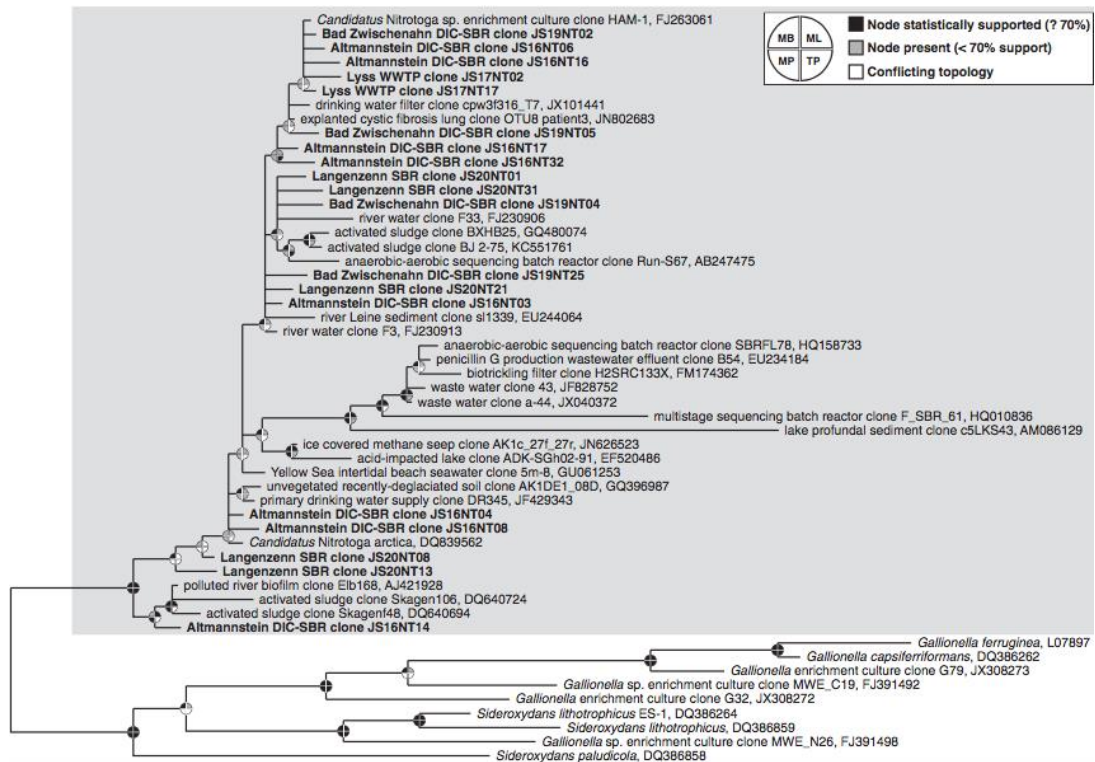 Candidatus Nitrotoga sp. enrichment culture clone HAM-1, FJ263061
Bad Zwischenahn DIC-SBR clone JS19NT02
Altmannstein DIC-SBR clone JS16NT06
Altmannstein DIC-SBR clone JS16NT16
Lyss WWTP clone JS17NT02
Lyss WWTP clone JS17NT17
drinking water filter clone cpw3f316_T7, JX101441
explanted cystic fibrosis lung clone OTU8 patient3, JN802683
Bad Zwischenahn DIC-SBR clone JS19NT05
Altmannstein DIC-SBR clone JS16NT17
Altmannstein DIC-SBR clone JS16NT32
Langenzenn SBR clone JS20NT01
Langenzenn SBR clone JS20NT31
Bad Zwischenahn DIC-SBR clone JS19NT04
river water clone F33, FJ230906
activated sludge clone BXHB25, GQ480074
activated sludge clone BJ 2-75, KC551761
anaerobic-aerobic sequencing batch reactor clone Run-S67, AB247475
Bad Zwischenahn DIC-SBR clone JS19NT25
Langenzenn SBR clone JS20NT21
Altmannstein DIC-SBR clone JS16NT03
river Leine sediment clone sl1339, EU244064
river water clone F3, FJ230913
anaerobic-aerobic sequencing batch reactor clone SBRFL78, HQ158733
penicillin G production wastewater effluent clone B54, EU234184
biotrickling filter clone H2SRC133X, FM174362
waste water clone 43, JF828752
waste water clone a-44, JX040372
multistage sequencing batch reactor clone F_SBR_61, HQ010836
lake profundal sediment clone c5LKS43, AM086129
ice covered methane seep clone AK1c_27f_27r, JN626523
acid-impacted lake clone ADK-SGh02-91, EF520486
Yellow Sea intertidal beach seawater clone 5m-8, GU061253
unvegetated recently-deglaciated soil clone AK1DE1_08D, GQ396987
primary drinking water supply clone DR345, JF429343
Altmannstein DIC-SBR clone JS16NT04
Altmannstein DIC-SBR clone JS16NT08
Candidatus Nitrotoga arctica, DQ839562
Langenzenn SBR clone JS20NT08
Langenzenn SBR clone JS20NT13
polluted river biofilm clone Elb168, AJ421928
activated sludge clone Skagen106, DQ640724
activated sludge clone Skagenf48, DQ640694
Altmannstein DIC-SBR clone JS16NT14
Gallionella ferruginea, L07897
Gallionella capsiferriformans, DQ386262
Gallionella enrichment culture clone G79, JX308273
Gallionella sp. enrichment culture clone MWE_C19, FJ391492
Gallionella enrichment culture clone G32, JX308272
Sideroxydans lithotrophicus ES-1, DQ386264
Sideroxydans lithotrophicus, DQ386859
Gallionella sp. enrichment culture clone MWE_N26, FJ391498
Sideroxydans paludicola, DQ386858
MB ML
MP TP
Node statistically supported (? 70%)
Node present (< 70% support)
Conflicting topology